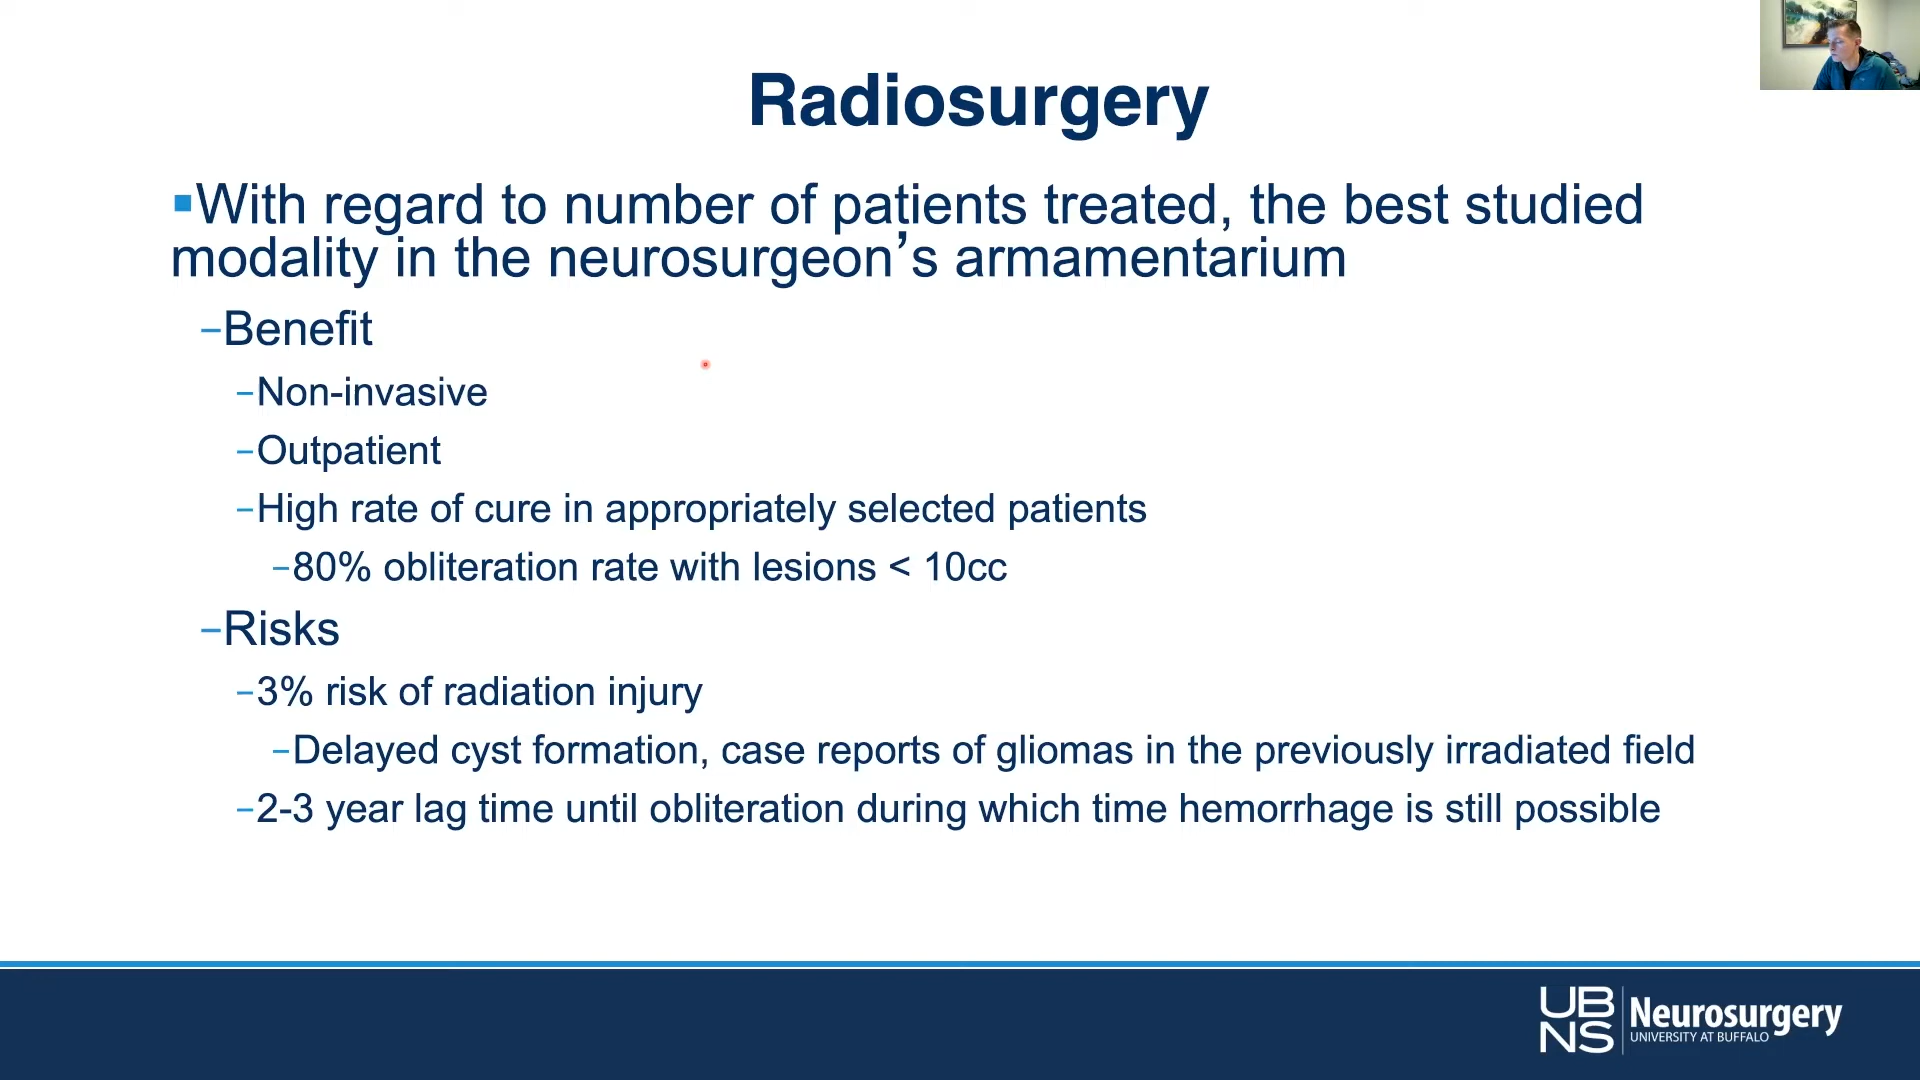 Radiosurgery
▪With regard to number of patients treated, the best studied
modality in the neurosurgeon’s armamentarium
–Benefit
–Non-invasive
–Outpatient
–High rate of cure in appropriately selected patients
–80% obliteration rate with lesions < 10cc
–Risks
–3% risk of radiation injury
–Delayed cyst formation, case reports of gliomas in the previously irradiated field
–2-3 year lag time until obliteration during which time hemorrhage is still possible
UB
NS
Neurosurgery
UNIVERSITY AT BUFFALO